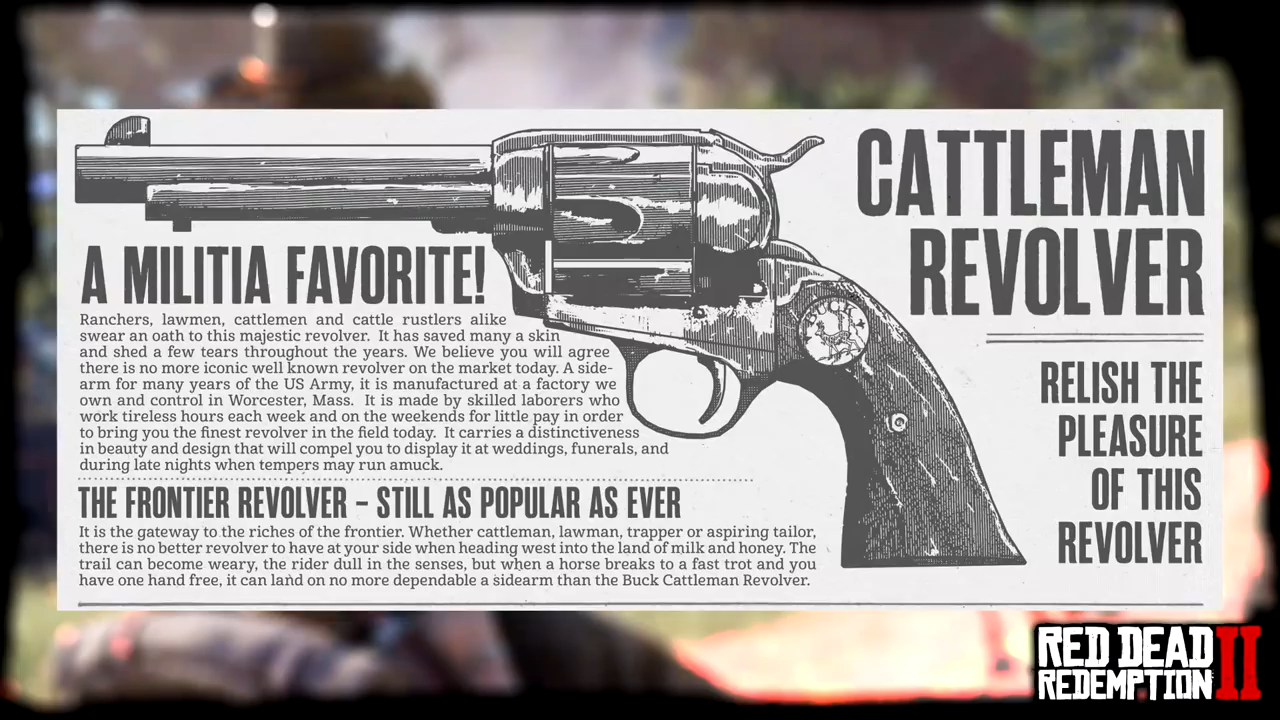 CATTLEMAN
REVOLVER
A MILITIA FAVORITE!
Ranchers, lawmen, cattlemen and cattle rustlers alike
swear an oath to this majestic revolver. It has saved many a skin
and shed a few tears throughout the years. We believe you will agree
there is no more iconic well known revolver on the market today. A side-
arm for many years of the US Army, it is manufactured at a factory we
own and control in Worcester, Mass. It is made by skilled laborers who
work tireless hours each week and on the weekends for little pay in order
to bring you the finest revolver in the field today. It carries a distinctiveness
in beauty and design that will compel you to display it at weddings, funerals, and
during late nights when tempers may run amuck.
THE FRONTIER REVOLVER – STILL AS POPULAR AS EVER
It is the gateway to the riches of the frontier. Whether cattleman, lawman, trapper or aspiring tailor,
there is no better revolver to have at your side when heading west into the land of milk and honey. The
trail can become weary, the rider dull in the senses, but when a horse breaks to a fast trot and you
have one hand free, it can land on no more dependable a sidearm than the Buck Cattleman Revolver.
BUCK
RELISH THE
PLEASURE
OF THIS
REVOLVER
RED DEAD
REDEMPTION II